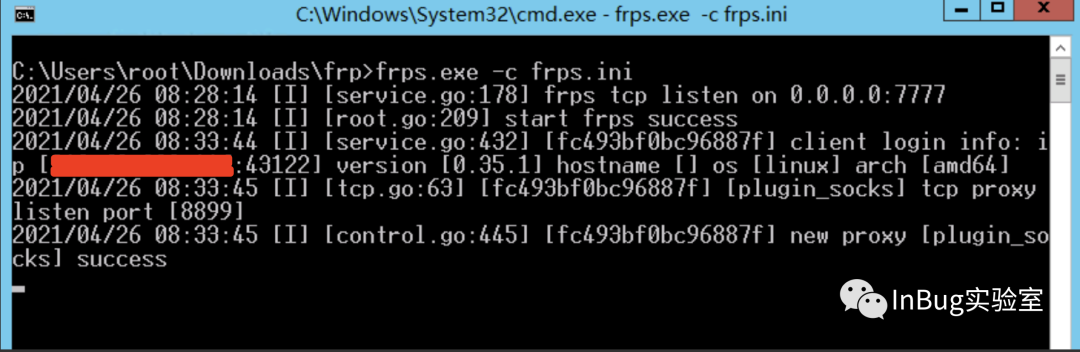 C:\Windows\System32\cmd.exe - frps.exe -c frps.ini
C:\Users\root\Downloads\frp>frps.exe -c frps.ini
2021/04/26 08:28:14 [I] [service.go:178] frps tcp listen on 0.0.0.0:7777
2021/04/26 08:28:14 [I] [root.go:209] start frps success
2021/04/26 08:33:44 [I] [service.go:432] [fc493bf0bc96887f] client login info: i
p [:43122] version [0.35.1] hostname [] os [linux] arch [amd64]
2021/04/26 08:33:45 [I] [tcp.go:63] [fc493bf0bc96887f] [plugin_socks] tcp proxy
listen port [8899]
2021/04/26 08:33:45 [I] [control.go:445] [fc493bf0bc96887f] new proxy [plugin_so
cks] success
InBug实验室